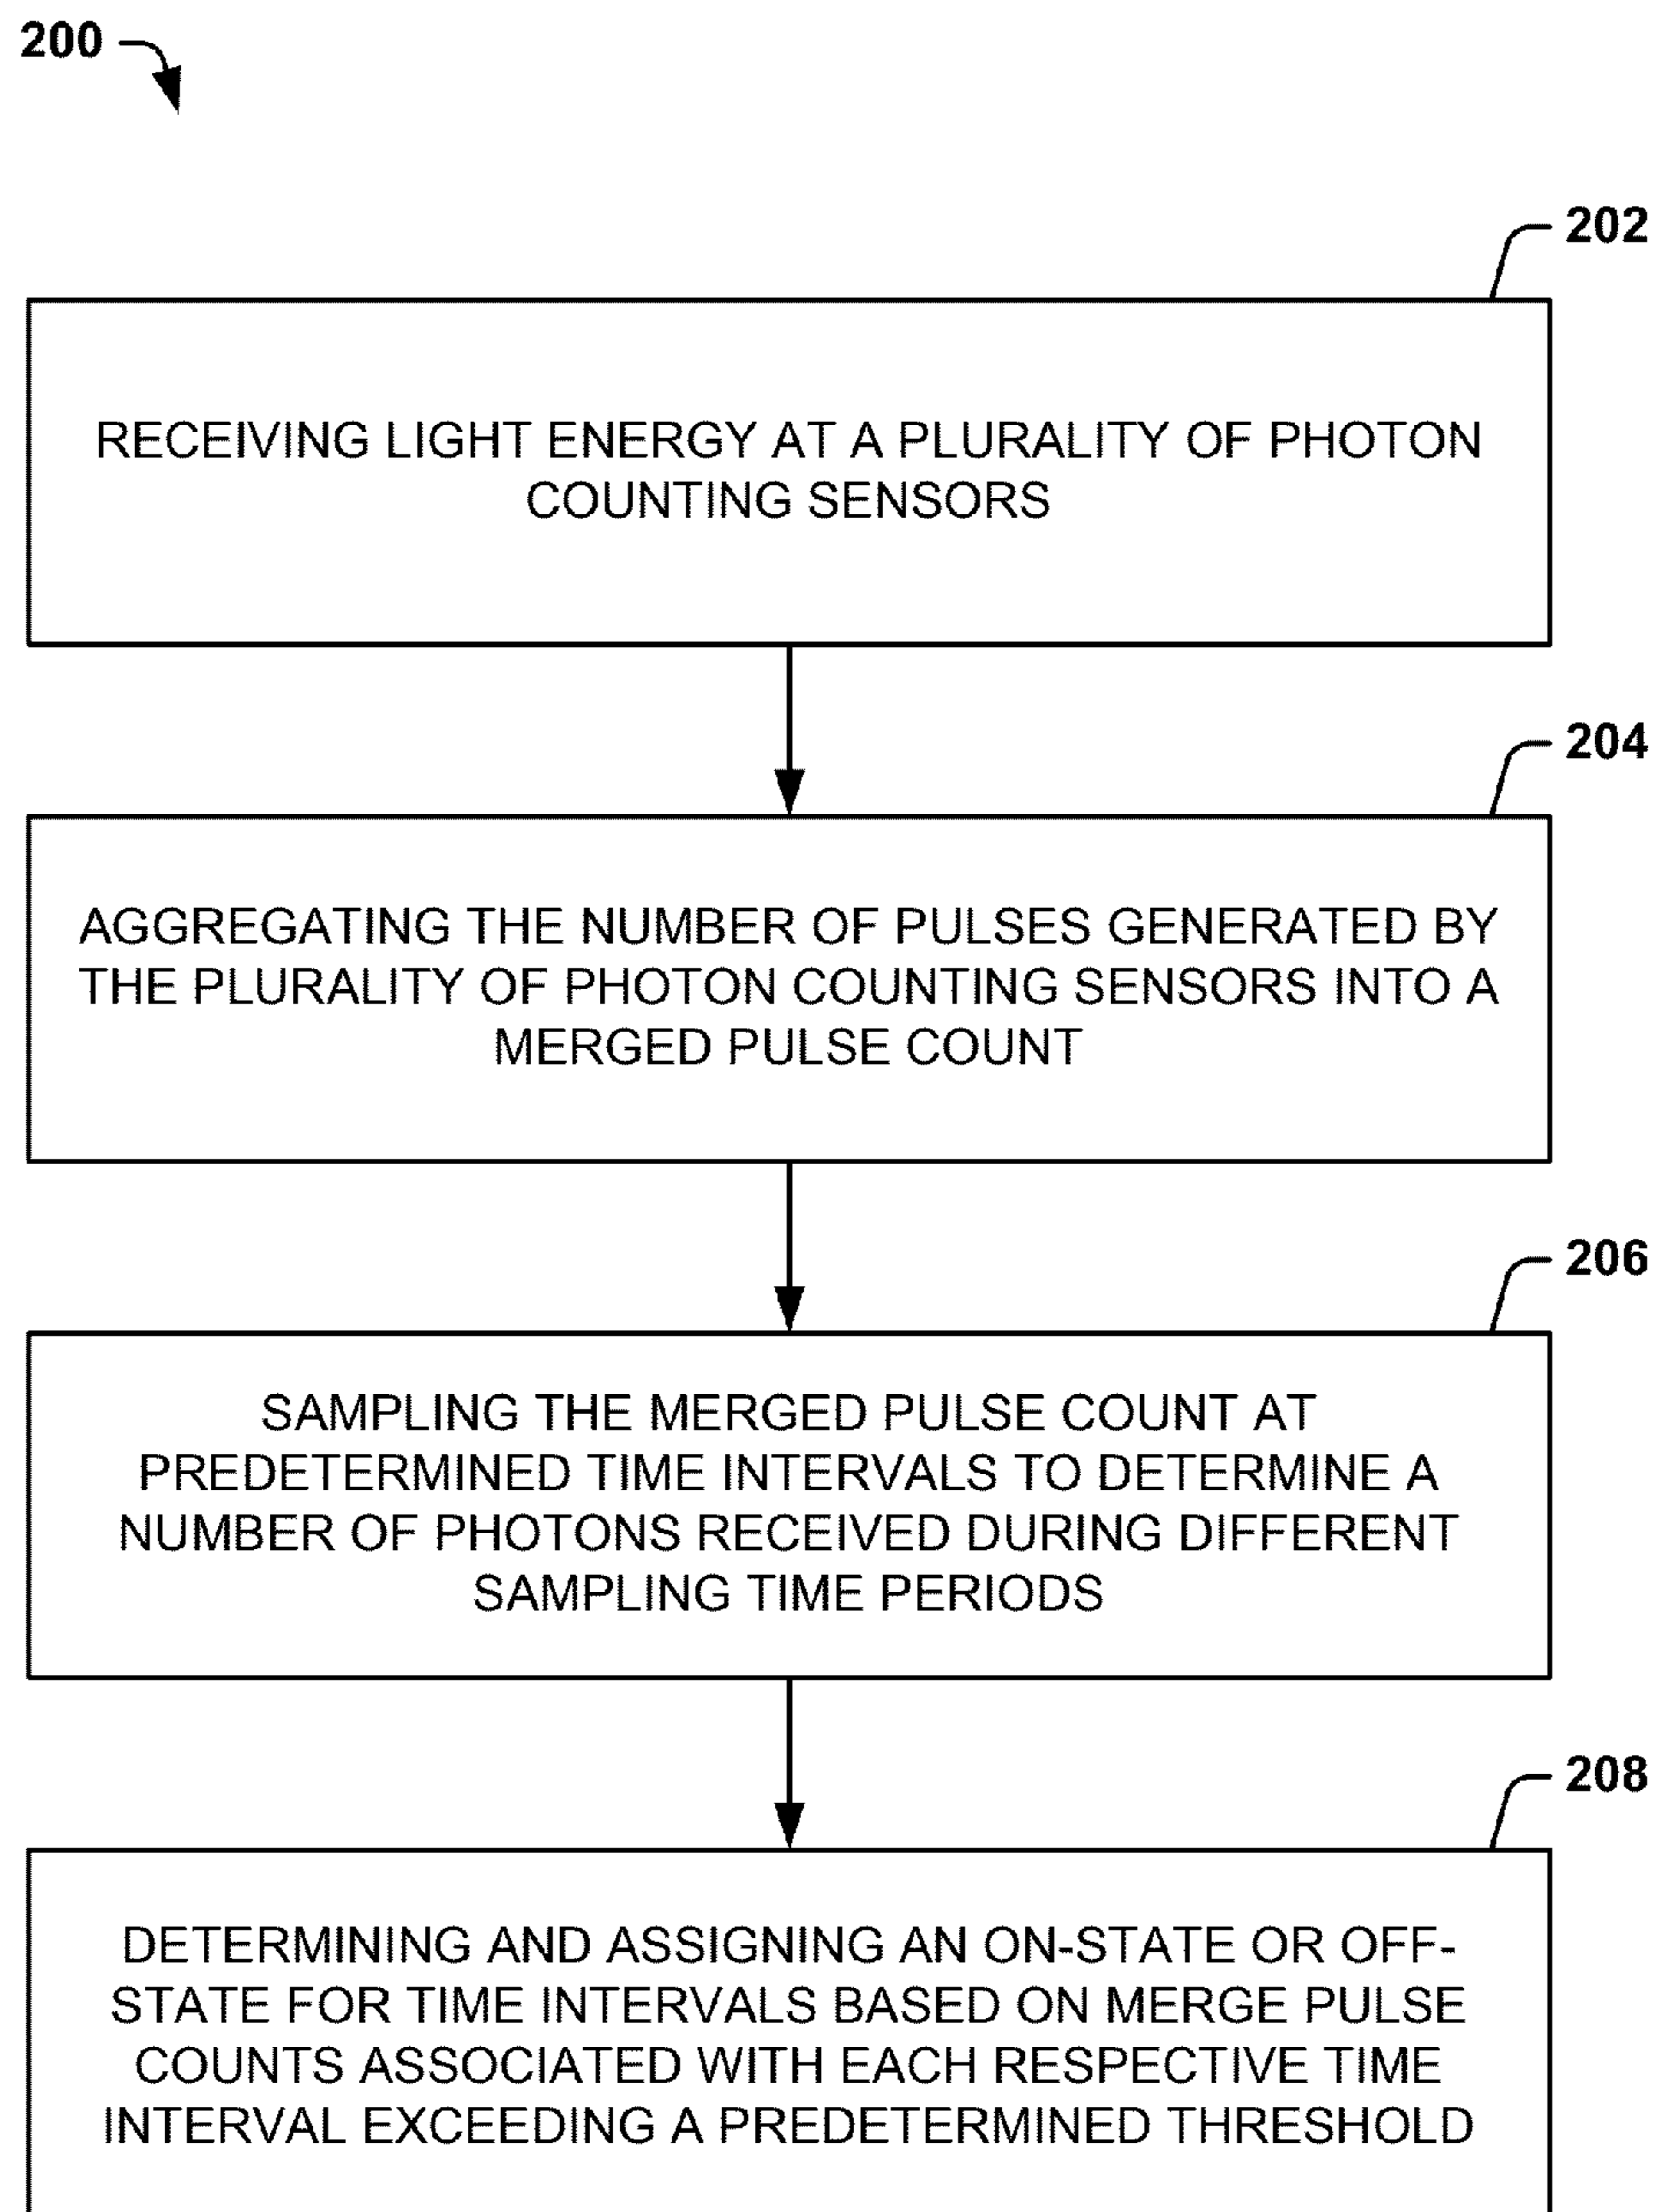 200
202
RECEIVING LIGHT ENERGY AT A PLURALITY OF PHOTON
COUNTING SENSORS
204
AGGREGATING THE NUMBER OF PULSES GENERATED BY
THE PLURALITY OF PHOTON COUNTING SENSORS INTO A
MERGED PULSE COUNT
206
SAMPLING THE MERGED PULSE COUNT AT
PREDETERMINED TIME INTERVALS TO DETERMINE A
NUMBER OF PHOTONS RECEIVED DURING DIFFERENT
SAMPLING TIME PERIODS
208
DETERMINING AND ASSIGNING AN ON-STATE OR OFF-
STATE FOR TIME INTERVALS BASED ON MERGE PULSE
COUNTS ASSOCIATED WITH EACH RESPECTIVE TIME
INTERVAL EXCEEDING A PREDETERMINED THRESHOLD